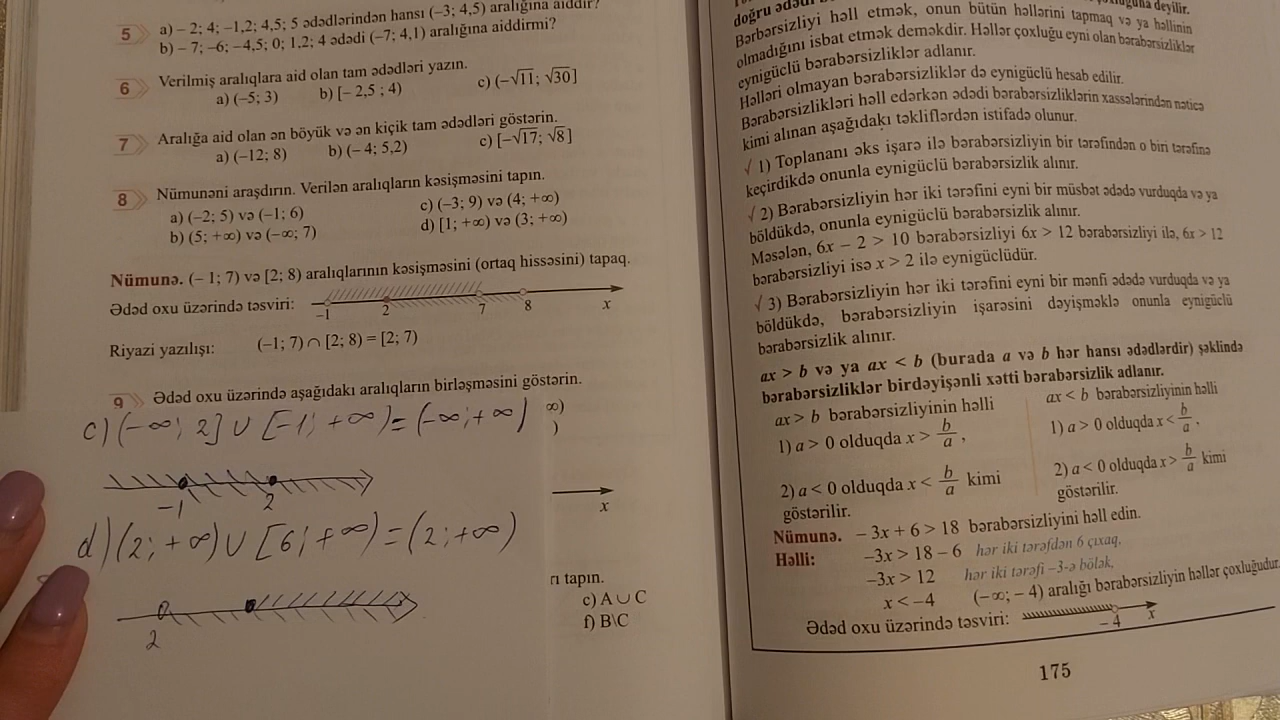 5 a) – 2; 4; –1,2; 4,5; 5 ədədlərindən hansı (–3; 4,5) aralığına aiddir?
b) – 7; –6; –4,5; 0; 1,2; 4 ədədi (–7; 4,1) aralığına aiddirmi?
6 Verilmiş aralıqlara aid olan tam ədədləri yazın.
a) (–5; 3) b) [– 2,5 ; 4) c) (–√11; √30]
7 Aralığa aid olan ən böyük və ən kiçik tam ədədləri göstərin.
a) (–12; 8) b) (– 4; 5,2) c) [–√17; √8]
8 Nümunəni araşdırın. Verilən aralıqların kəsişməsini tapın.
a) (–2; 5) və (–1; 6) c) (–3; 9) və (4; +∞)
b) (5; +∞) və (–∞; 7) d) [1; +∞) və (3; +∞)
Nümunə. (– 1; 7) və [2; 8) aralıqlarının kəsişməsini (ortaq hissəsini) tapaq.
Ədəd oxu üzərində təsviri: –1 2 7 8 x
Riyazi yazılışı: (–1; 7) ∩ [2; 8) = [2; 7)
9 Ədəd oxu üzərində aşağıdakı aralıqların birləşməsini göstərin.
∞)
)
c) (-∞; 2] ∪ [-1; +∞) = (-∞; +∞)
-1 2
x
d) (2; +∞) ∪ [6; +∞) = (2; +∞)
2
rı tapın.
c) A∪C
f) B\C
doğru ədədi
Bərbərsizliyi həll etmək, onun bütün həllərini tapmaq və ya həllinin
olmadığını isbat etmək deməkdir. Həllər çoxluğu eyni olan bərabərsizliklər
eynigüclü bərabərsizliklər adlanır.
Həlləri olmayan bərabərsizliklər də eynigüclü hesab edilir.
Bərabərsizlikləri həll edərkən ədədi bərabərsizliklərin xassələrindən nəticə
kimi alınan aşağıdakı təkliflərdən istifadə olunur.
√ 1) Toplananı əks işarə ilə bərabərsizliyin bir tərəfindən o biri tərəfinə
keçirdikdə onunla eynigüclü bərabərsizlik alınır.
√ 2) Bərabərsizliyin hər iki tərəfini eyni bir müsbət ədədə vurduqda və ya
böldükdə, onunla eynigüclü bərabərsizlik alınır.
Məsələn, 6x – 2 > 10 bərabərsizliyi 6x > 12 bərabərsizliyi ilə, 6x > 12
bərabərsizliyi isə x > 2 ilə eynigüclüdür.
√ 3) Bərabərsizliyin hər iki tərəfini eyni bir mənfi ədədə vurduqda və ya
böldükdə, bərabərsizliyin işarəsini dəyişməklə onunla eynigüclü
bərabərsizlik alınır.
ax > b və ya ax < b (burada a və b hər hansı ədədlərdir) şəklində
bərabərsizliklər birdəyişənli xətti bərabərsizlik adlanır.
ax > b bərabərsizliyinin həlli
1) a > 0 olduqda x > b/a ,
2) a < 0 olduqda x < b/a kimi
göstərilir.
ax < b bərabərsizliyinin həlli
1) a > 0 olduqda x < b/a ,
2) a < 0 olduqda x > b/a kimi
göstərilir.
Nümunə. – 3x + 6 > 18 bərabərsizliyini həll edin.
Həlli: –3x > 18 – 6 hər iki tərəfdən 6 çıxaq,
–3x > 12 hər iki tərəfi –3-ə bölək,
x < –4 (–∞; – 4) aralığı bərabərsizliyin həllər çoxluğudur.
Ədəd oxu üzərində təsviri: – 4 x
175